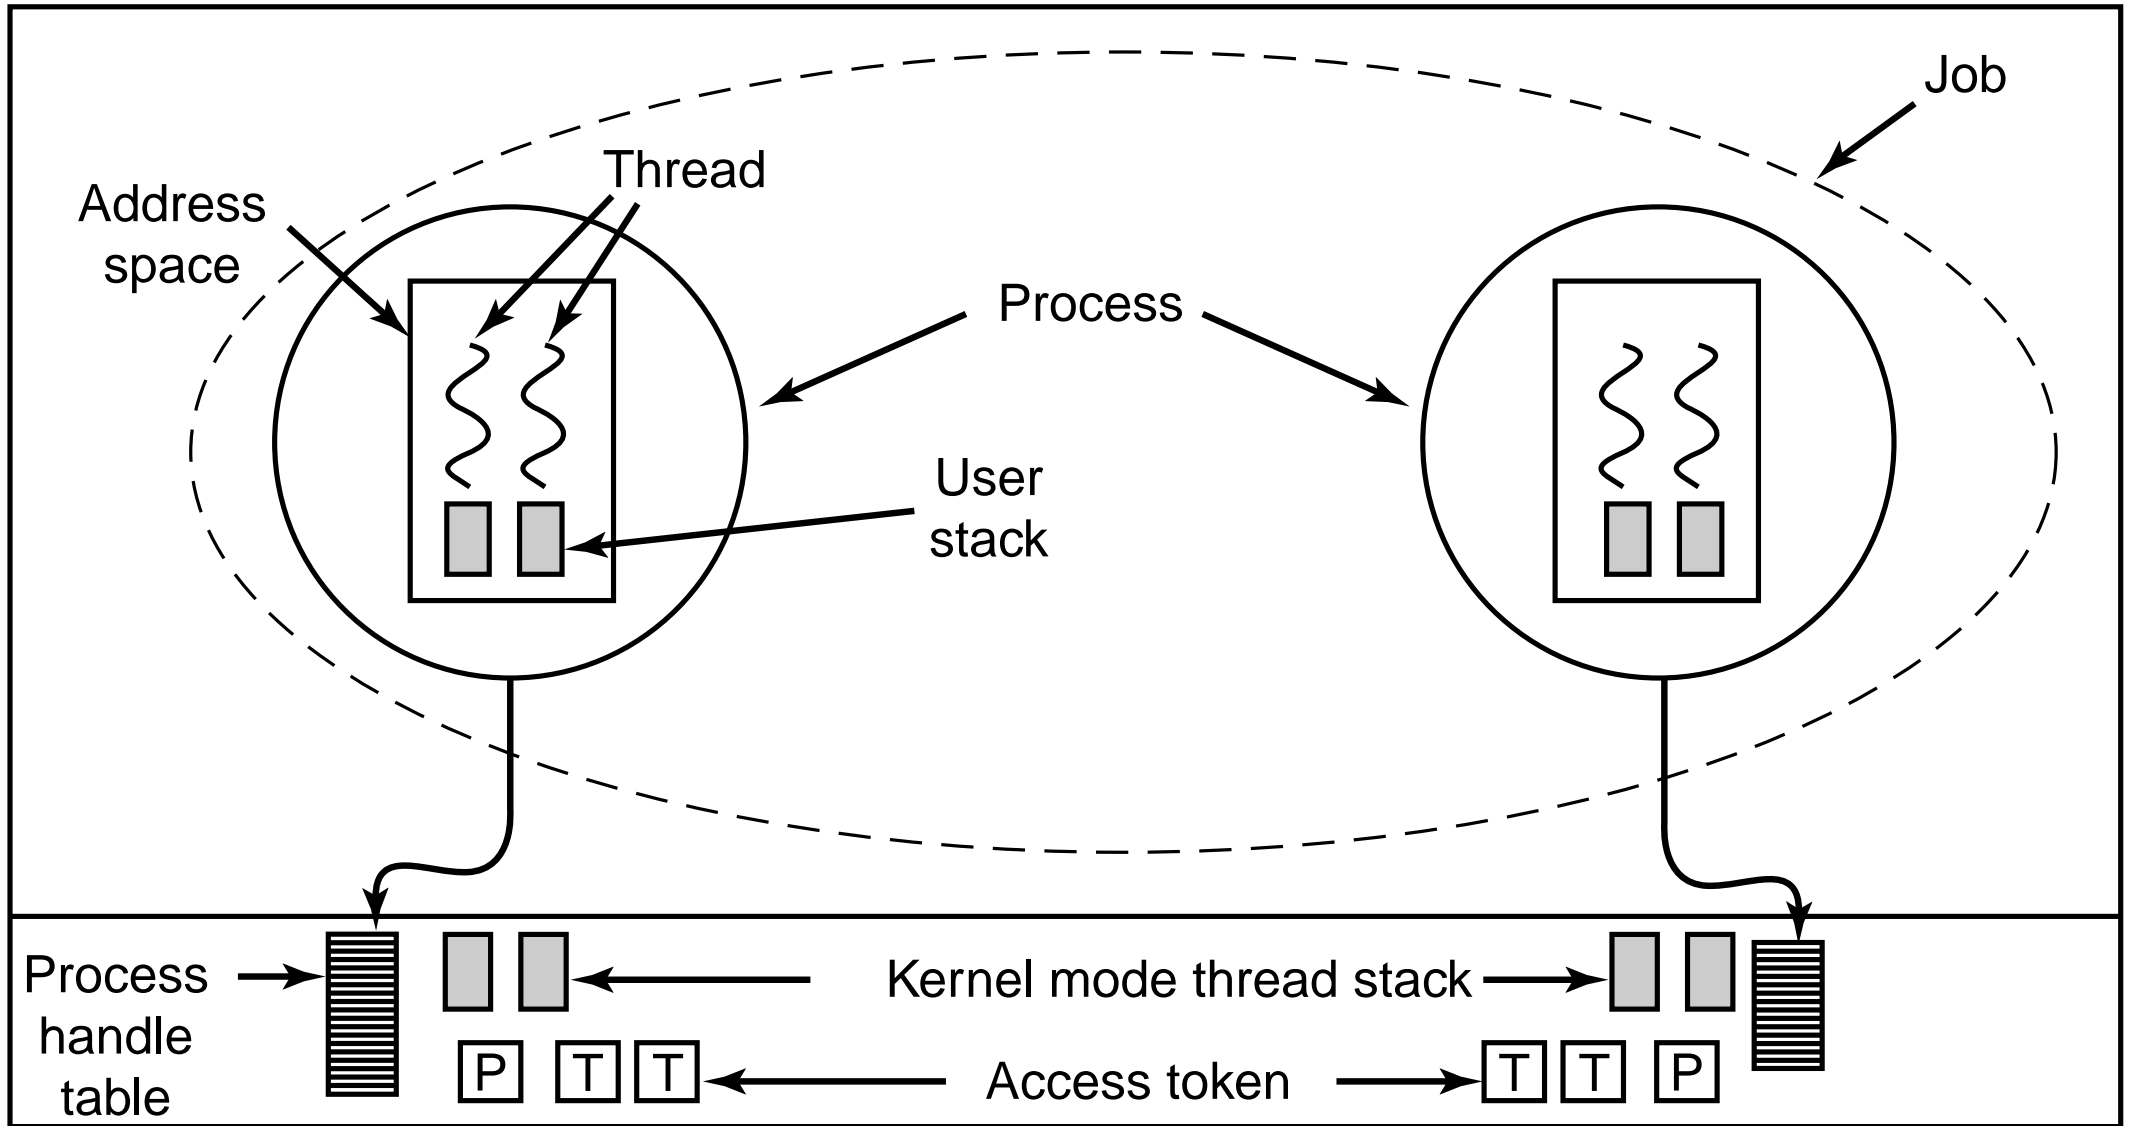 Job
Thread
Address
space
Process
User
stack
Process
handle
table
Kernel mode thread stack
P T T
Access token
T T P